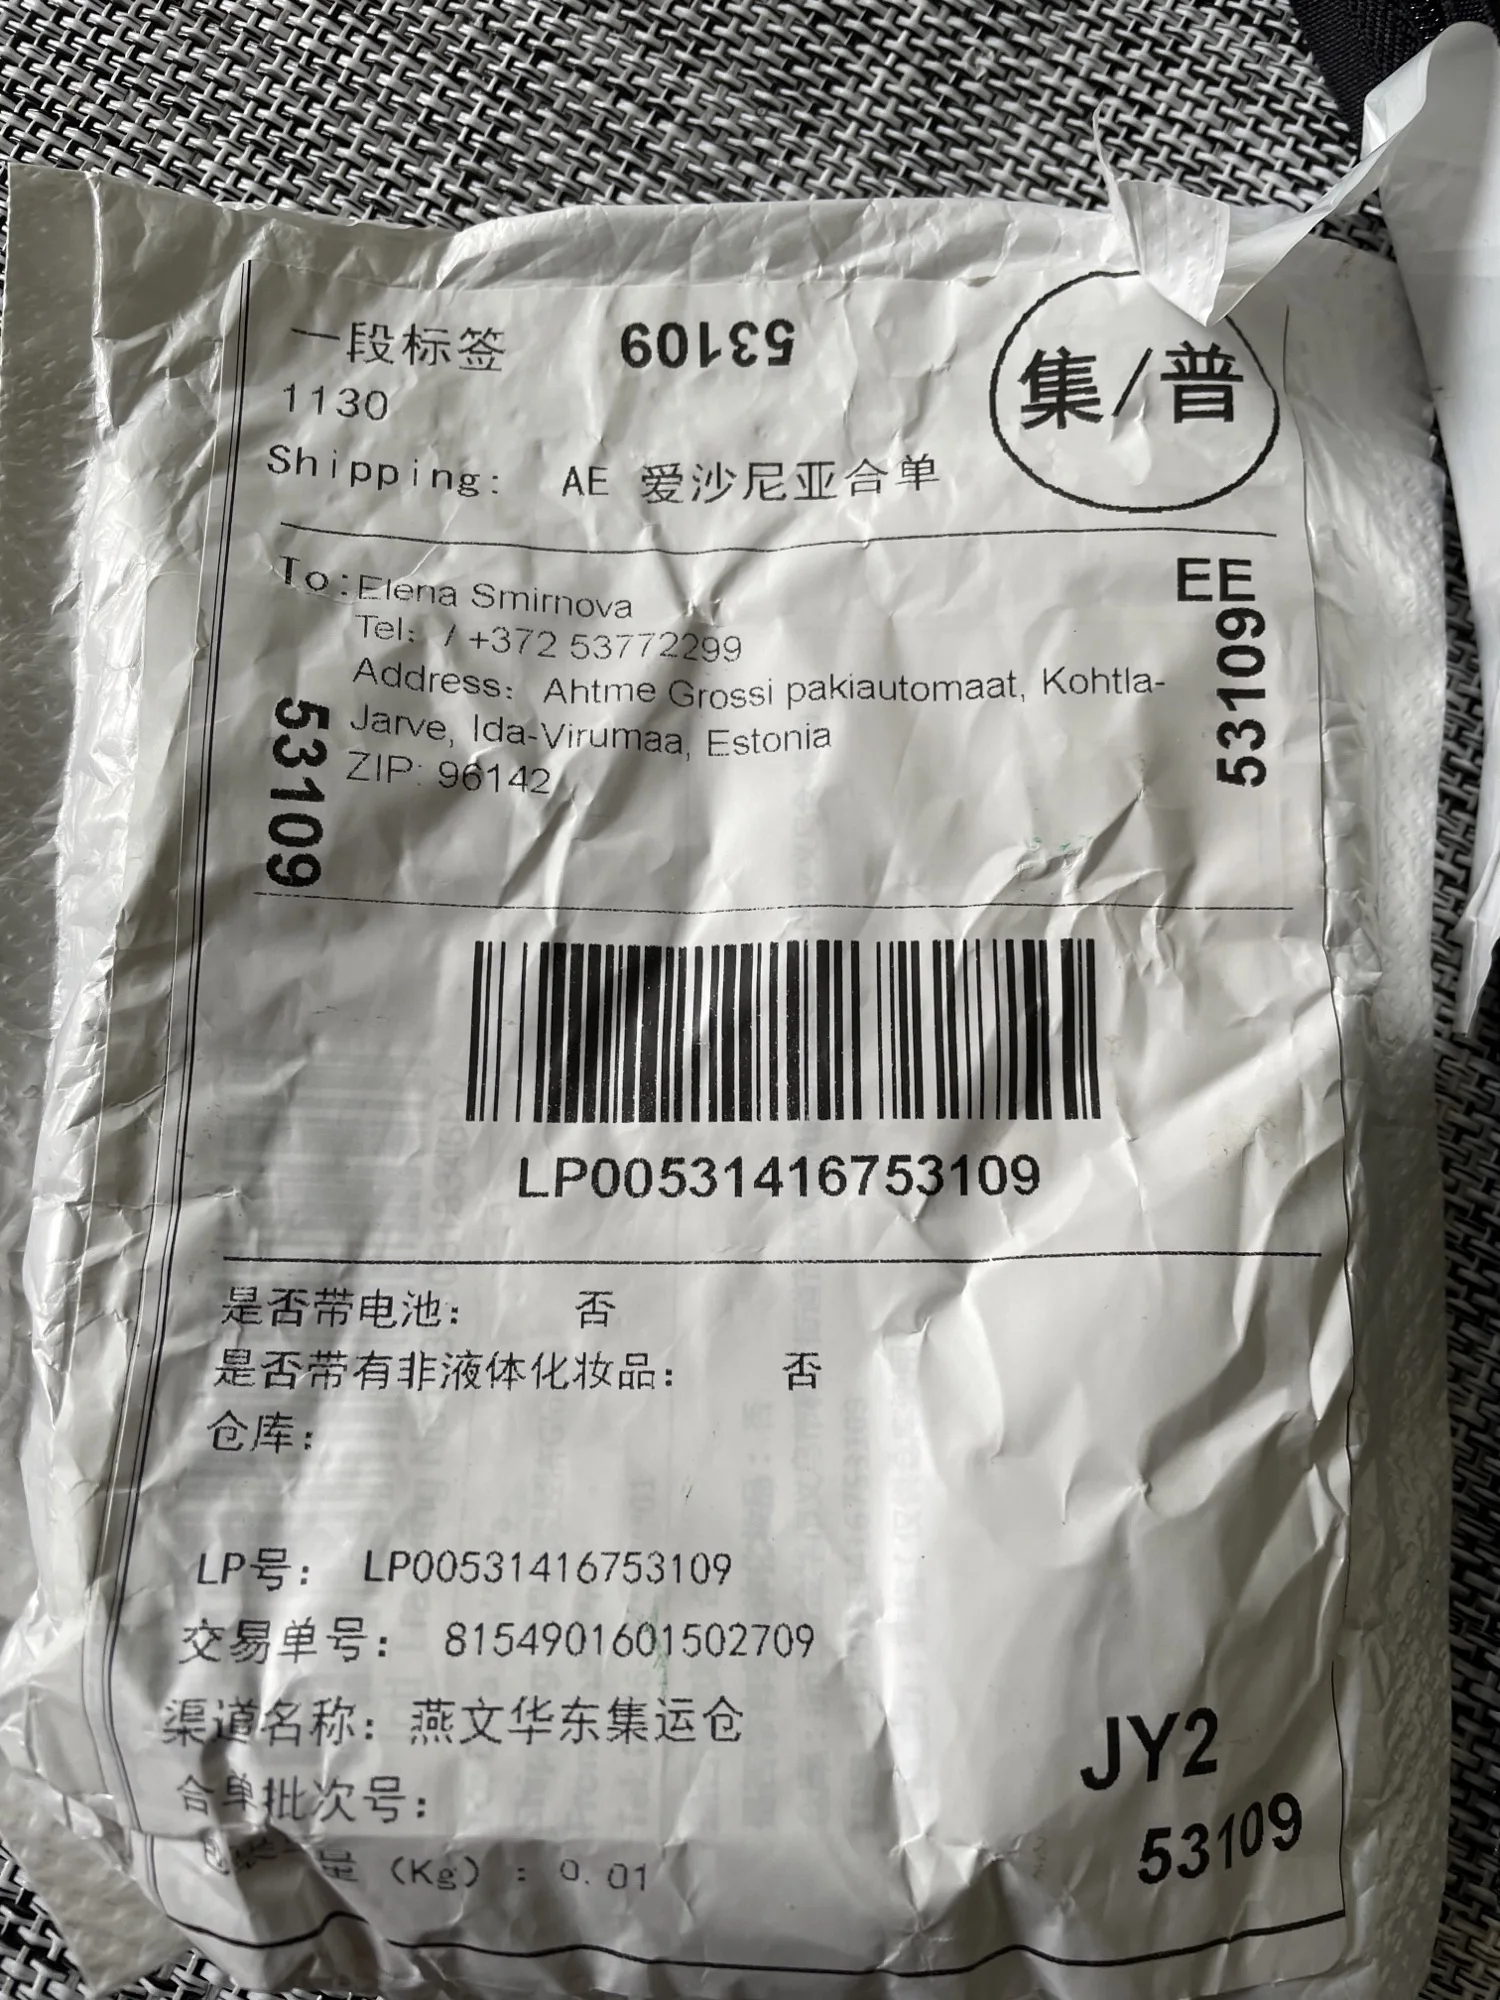 一段标签
53109
集/普
1130
Shipping: AE 爱沙尼亚合单
To:Elena Smirnova
EE
Tel: / +372 53772299
Address: Ahtme Grossi pakiautomaat, Kohtla-
Jarve, Ida-Virumaa, Estonia
ZIP: 96142
53109
53109
LP00531416753109
是否带电池: 否
是否带有非液体化妆品: 否
仓库:
LP号: LP00531416753109
交易单号: 8154901601502709
渠道名称: 燕文华东集运仓
合单批次号:
JY2
53109
量 (Kg) : 0.01